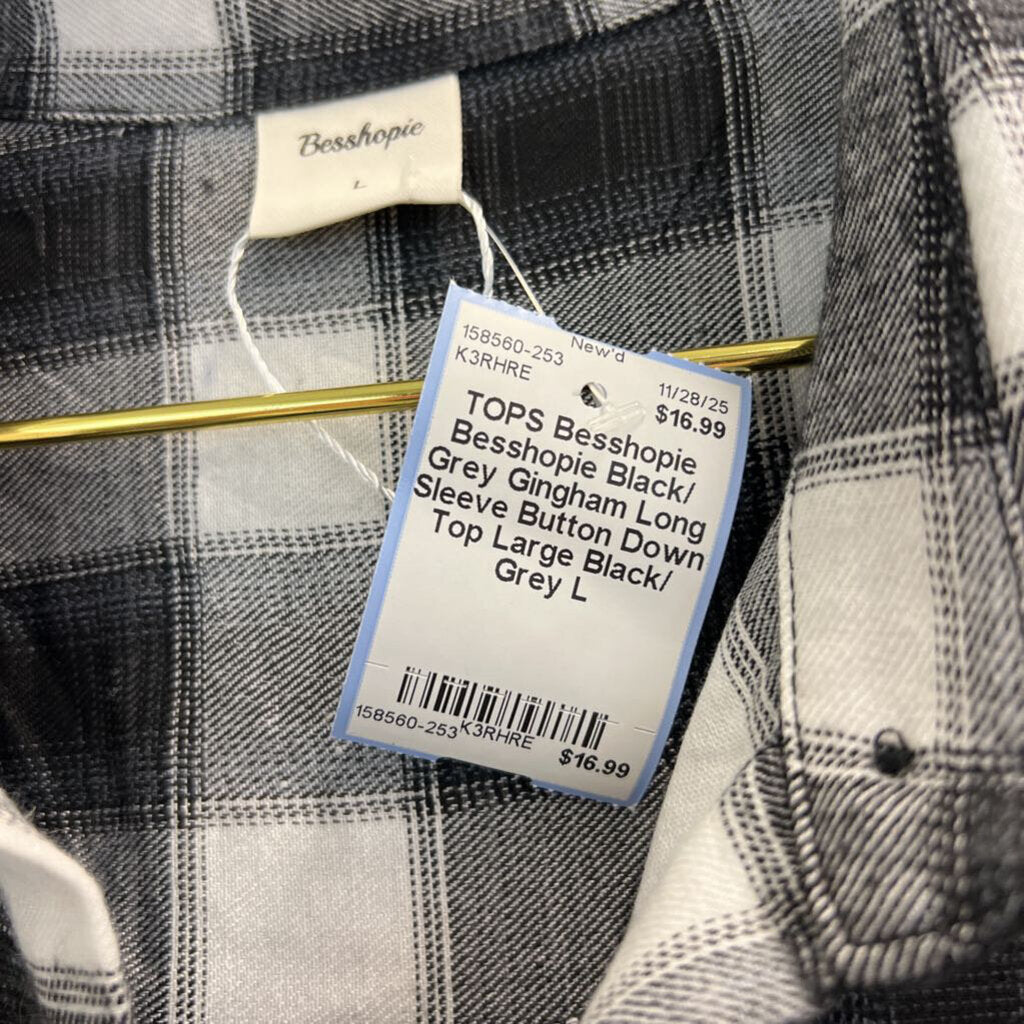 Besshopie
L
New'd
158560-253
K3RHRE
11/28/25
$16.99
TOPS Besshopie
Besshopie Black/
Grey Gingham Long
Sleeve Button Down
Top Large Black/
Grey L
158560-253 K3RHRE
$16.99